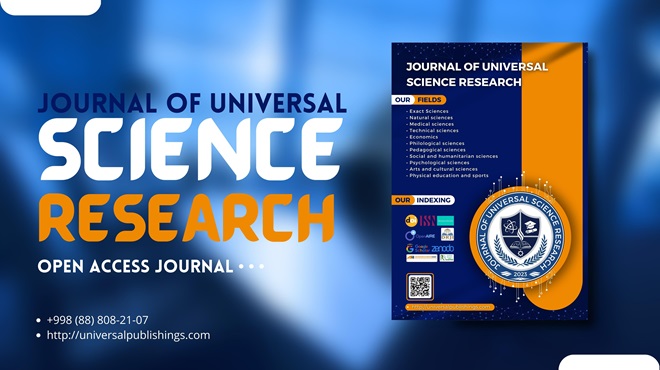 JOURNAL OF UNIVERSAL
SCIENCE
RESEARCH
OPEN ACCESS JOURNAL • • •
• +998 (88) 808-21-07
• http://universalpublishings.com
JOURNAL OF UNIVERSAL
SCIENCE RESEARCH
OUR FIELDS
- Exact Sciences
- Natural sciences
- Medical sciences
- Technical sciences
- Economics
- Philological sciences
- Pedagogical sciences
- Social and humanitarian sciences
- Psychological sciences
- Arts and cultural sciences
- Physical education and sports
OUR INDEXING
OpenAIRE
Google
zenodo
JOURNAL OF UNIVERSAL SCIENCE RESEARCH
2023